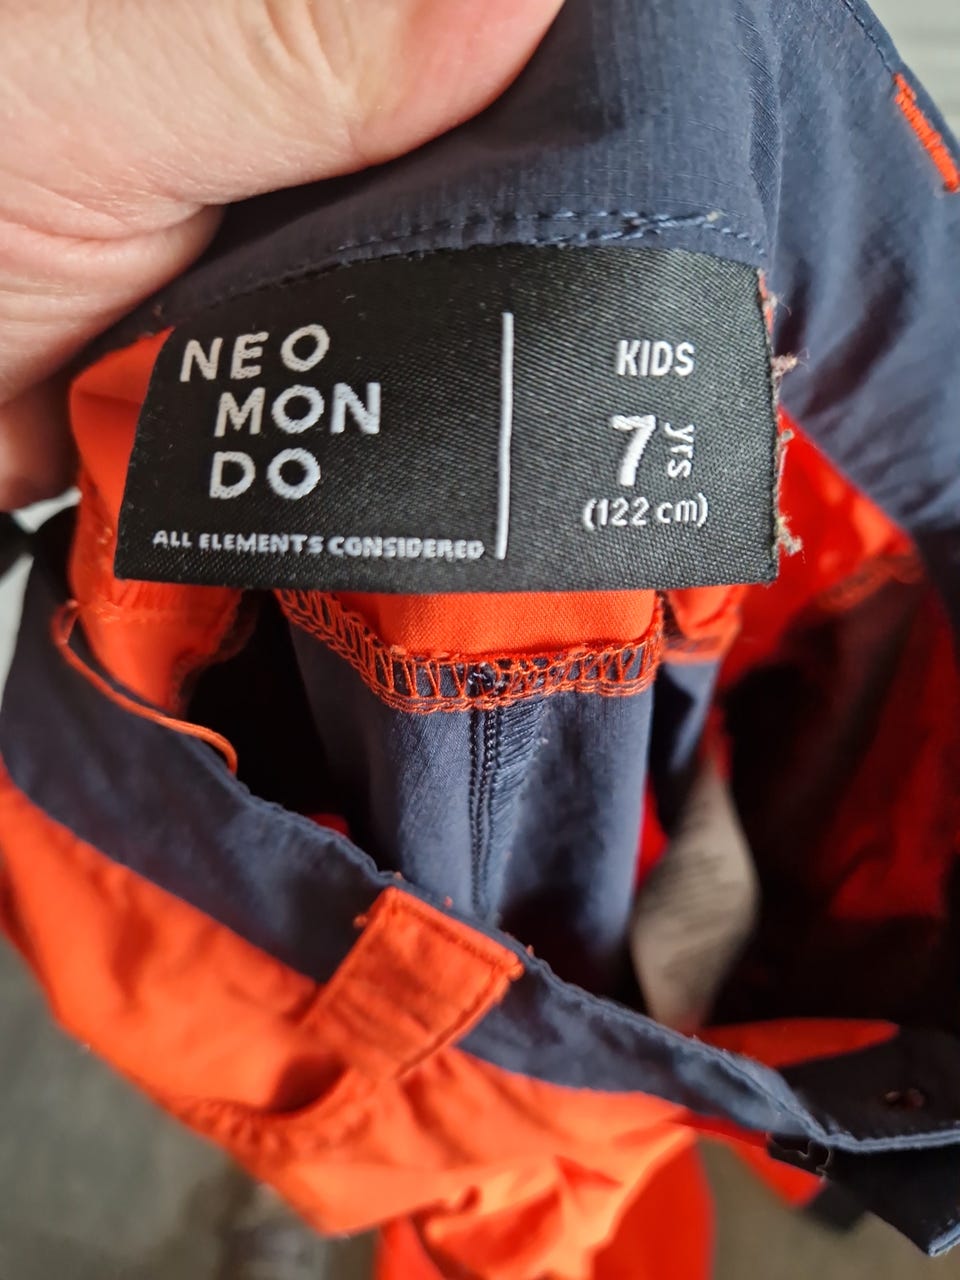 NEO
MON
DO
ALL ELEMENTS CONSIDERED
KIDS
7 yrs
(122 cm)